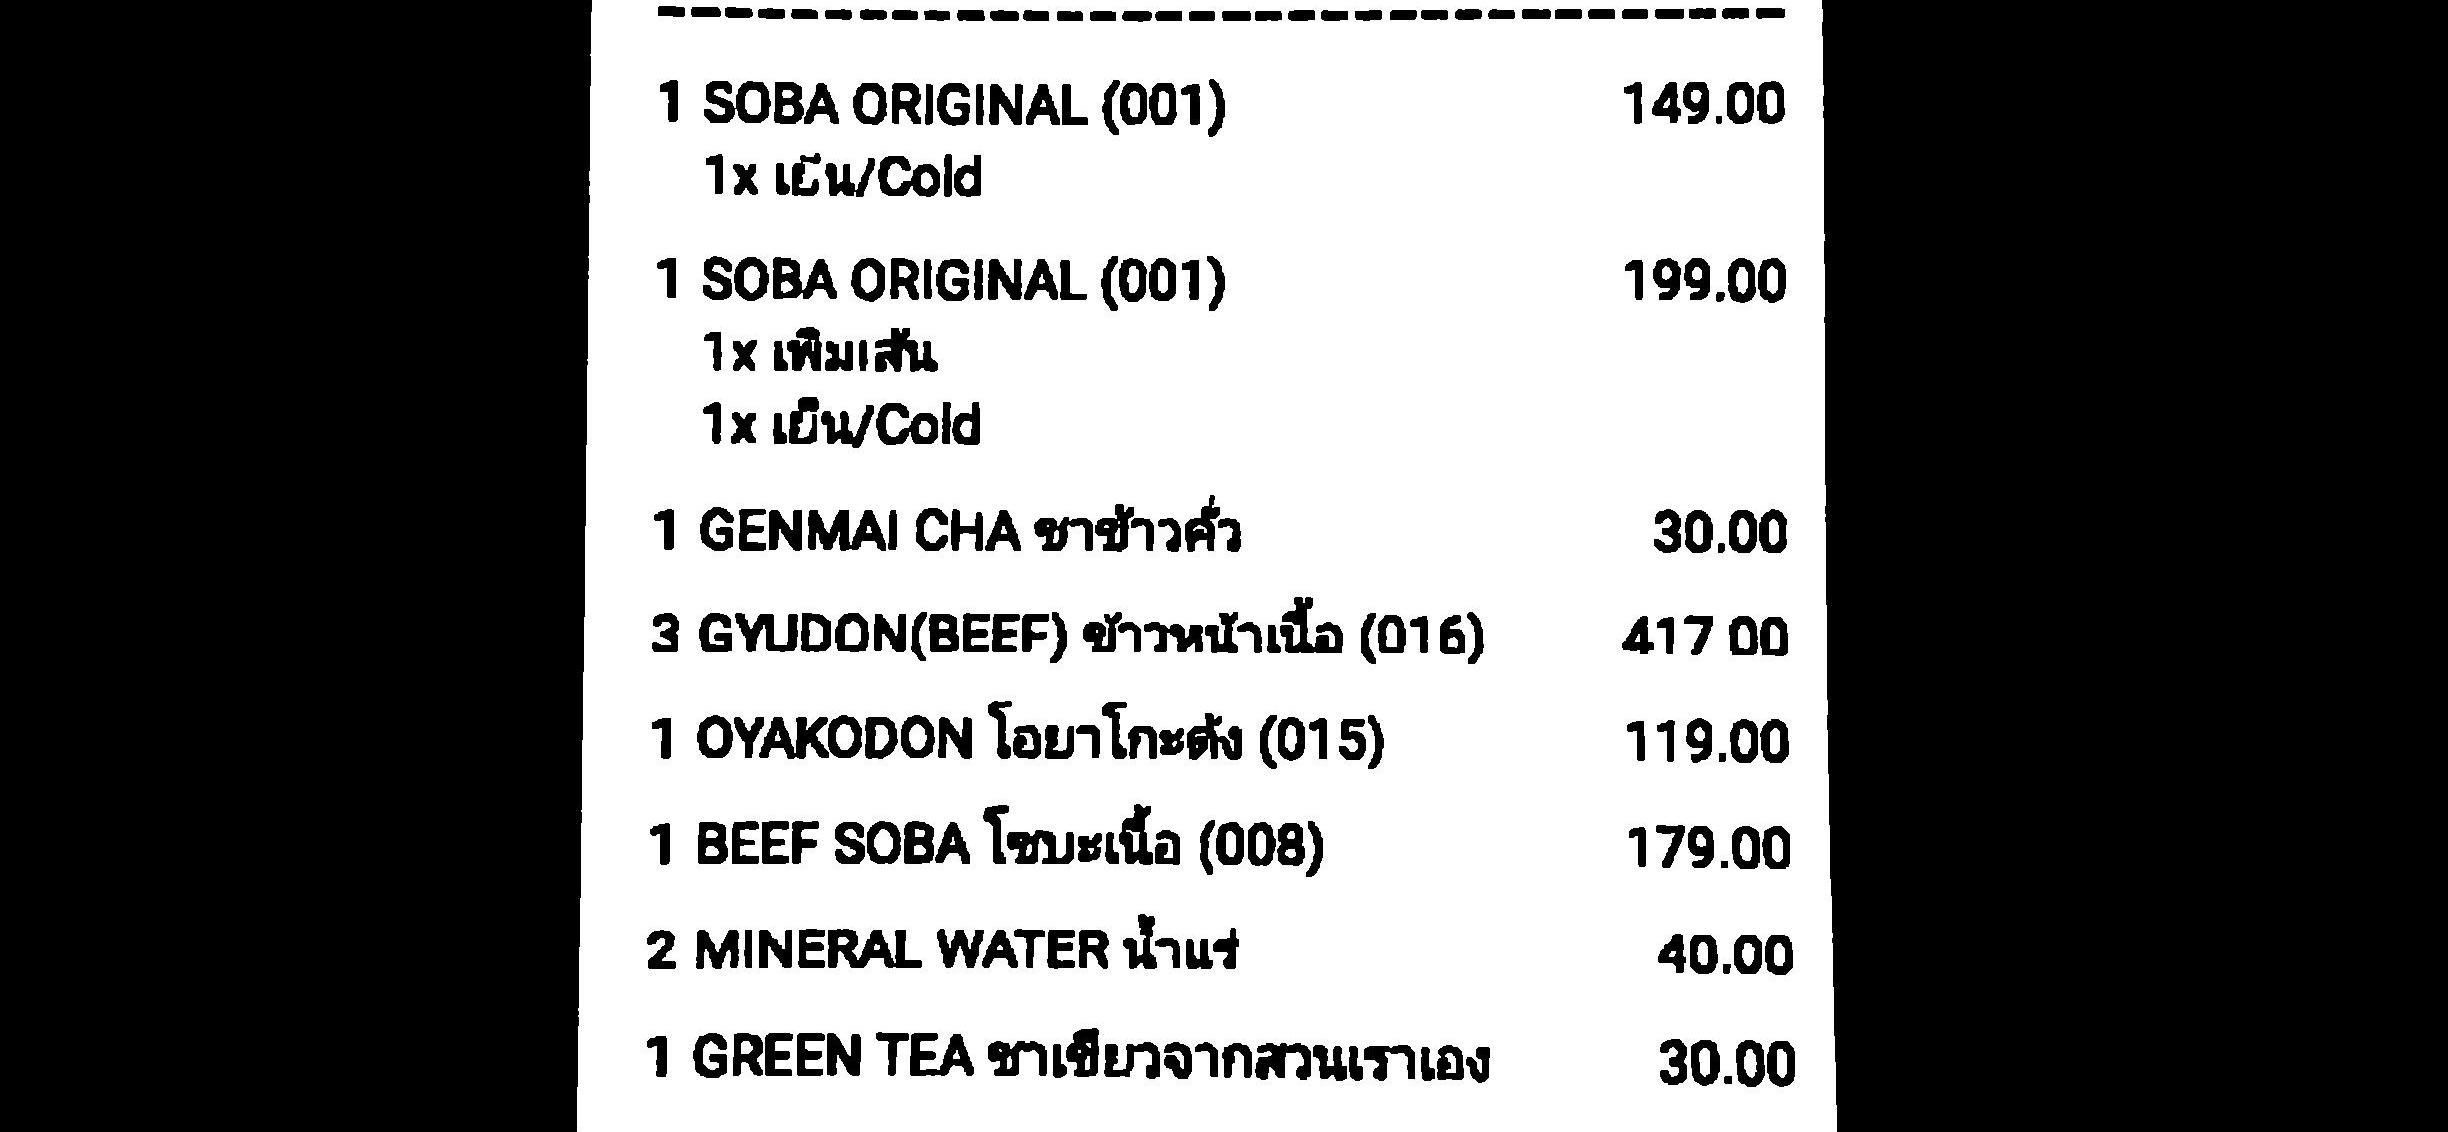 1 SOBA ORIGINAL (001) 149.00
1x เย็น/Cold
1 SOBA ORIGINAL (001) 199.00
1x เพิ่มเส้น
1x เย็น/Cold
1 GENMAI CHA ชาข้าวคั่ว 30.00
3 GYUDON(BEEF) ข้าวหน้าเนื้อ (016) 417 00
1 OYAKODON โอยาโกะด้ง (015) 119.00
1 BEEF SOBA โซบะเนื้อ (008) 179.00
2 MINERAL WATER น้ำแร่ 40.00
1 GREEN TEA ชาเขียวจากสวนเราเอง 30.00